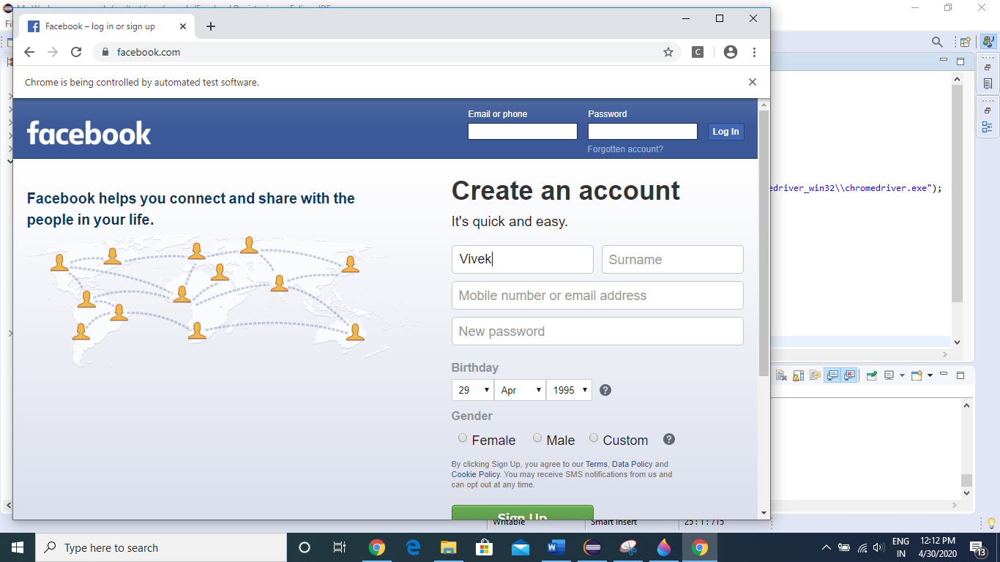 Facebook – log in or sign up
facebook.com
C
Chrome is being controlled by automated test software.
facebook
Email or phone
Password
Log In
Forgotten account?
Facebook helps you connect and share with the
people in your life.
Create an account
It's quick and easy.
Vivek
Surname
Mobile number or email address
New password
Birthday
29
Apr
1995
?
Gender
Female
Male
Custom
?
By clicking Sign Up, you agree to our Terms, Data Policy and
Cookie Policy. You may receive SMS notifications from us and
can opt out at any time.
Sign Up
edriver_win32\\chromedriver.exe");
Writable
Smart Insert
25 : 1 : 715
Type here to search
ENG
IN
12:12 PM
4/30/2020
13